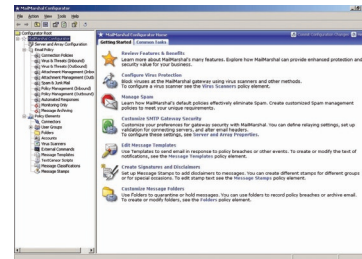 MailMarshal Configurator
File Action View Tools Help
Configurator Root
MailMarshal Configurator
Server and Array Configuration
Email Policy
Connection Policies
Virus & Threats (Inbound)
Virus & Threats (Outbound)
Attachment Management (Inbo
Attachment Management (Outb
Spam & Junk Mail
Policy Management (Inbound)
Policy Management (Outbound)
Automated Responses
Monitoring Only
Policy Elements
Connectors
User Groups
Folders
Accounts
Virus Scanners
External Commands
Message Templates
TextCensor Scripts
Message Classifications
Message Stamps
MailMarshal Configurator Home
Getting Started Common Tasks
Review Features & Benefits
Learn more about MailMarshal's many features. Explore how MailMarshal can provide enhanced protection and
security value for your business.
Configure Virus Protection
Block viruses at the MailMarshal gateway using virus scanners and other methods.
To configure a virus scanner see the Virus Scanners policy element.
Manage Spam
Learn how MailMarshal's default policies effectively eliminate Spam. Create customized Spam management
policies to meet your unique requirements.
Customize SMTP Gateway Security
Customize your preferences for gateway security with MailMarshal. You can define relaying settings, set up
validation for connecting servers, and alter email headers.
To configure these settings, see Server and Array Properties.
Edit Message Templates
Use Templates to send email in response to policy breaches or other events. To create or modify the text of
notifications, see the Message Templates policy element.
Create Signatures and Disclaimers
Set up Message Stamps to add disclaimers to messages. You can create different stamps for different groups
or for special occasions. To edit stamp text see the Message Stamps policy element.
Customize Message Folders
Use Folders to quarantine or hold messages. You can use folders to record policy breaches or archive email.
To create or modify folders, see the Folders policy element.